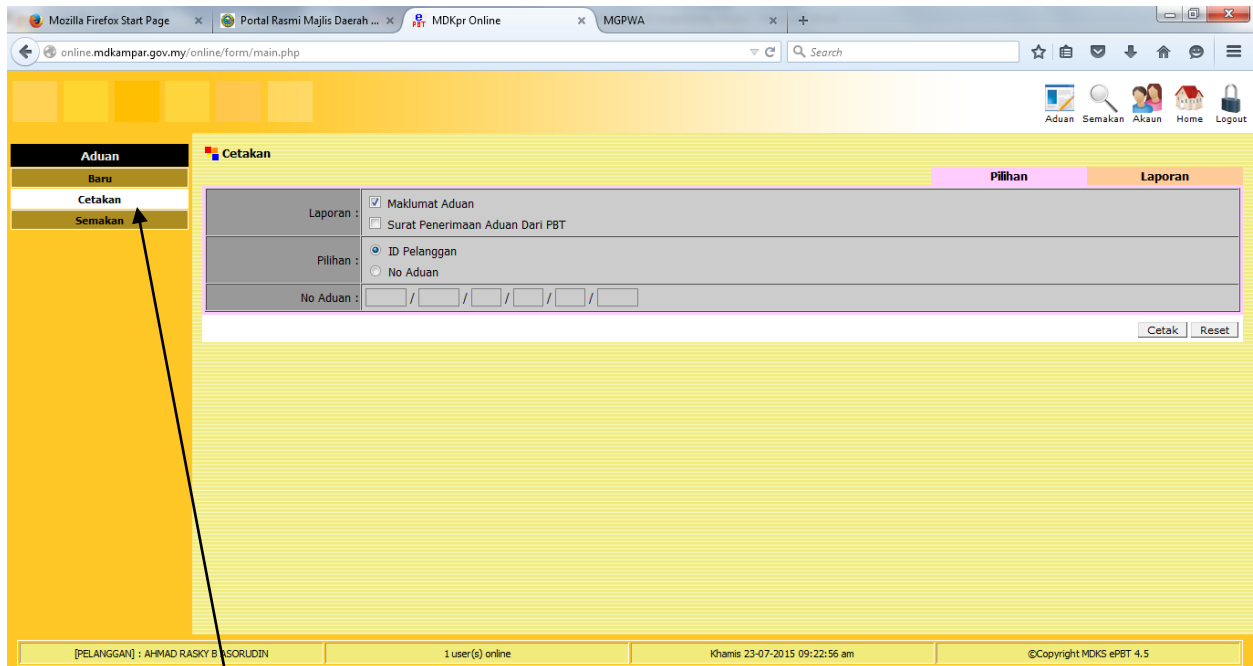 Mozilla Firefox Start Page × Portal Rasmi Majlis Daerah ... × e PBT MDKpr Online × MGPWA × +
online.mdkampar.gov.my/online/form/main.php Search
Aduan Semakan Akaun Home Logout
Aduan
Baru
Cetakan
Semakan
Cetakan
Pilihan Laporan
Laporan : Maklumat Aduan
Surat Penerimaan Aduan Dari PBT
Pilihan : ID Pelanggan
No Aduan
No Aduan : / / / / /
Cetak Reset
[PELANGGAN] : AHMAD RASKY B ASORUDIN 1 user(s) online Khamis 23-07-2015 09:22:56 am ©Copyright MDKS ePBT 4.5